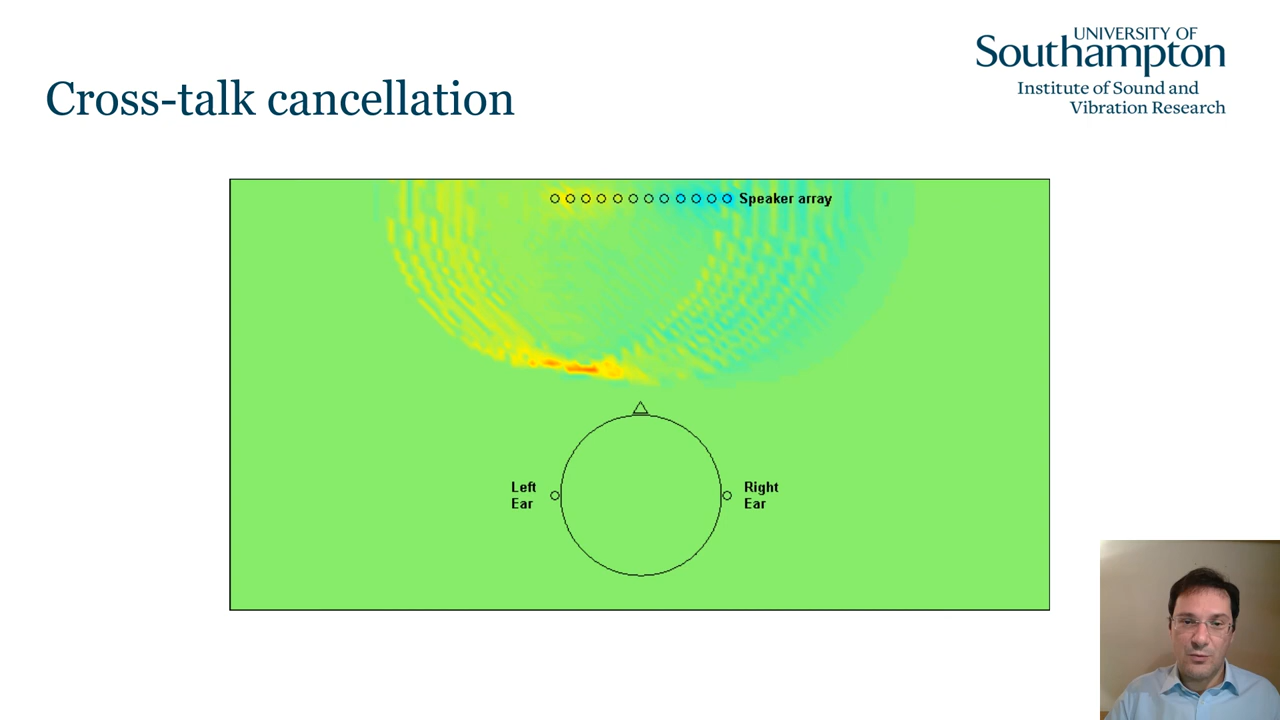 UNIVERSITY OF
Southampton
Institute of Sound and
Vibration Research
Cross-talk cancellation
Speaker array
Left
Ear
Right
Ear